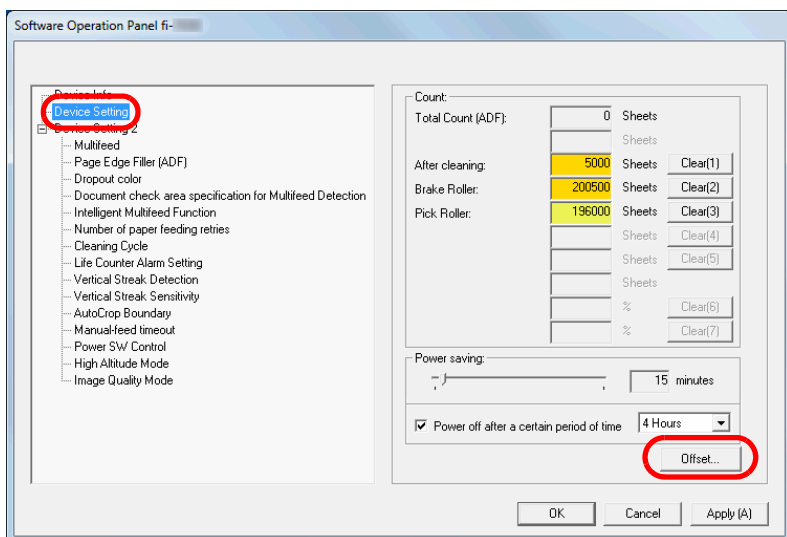 Software Operation Panel fi-
Device Info
Device Setting
Device Setting 2
Multifeed
Page Edge Filler (ADF)
Dropout color
Document check area specification for Multifeed Detection
Intelligent Multifeed Function
Number of paper feeding retries
Cleaning Cycle
Life Counter Alarm Setting
Vertical Streak Detection
Vertical Streak Sensitivity
AutoCrop Boundary
Manual-feed timeout
Power SW Control
High Altitude Mode
Image Quality Mode
Count:
Total Count (ADF): 0 Sheets
Sheets
After cleaning: 5000 Sheets Clear(1)
Brake Roller: 200500 Sheets Clear(2)
Pick Roller: 196000 Sheets Clear(3)
Sheets Clear(4)
Sheets Clear(5)
Sheets
% Clear(6)
% Clear(7)
Power saving:
15 minutes
Power off after a certain period of time 4 Hours
Offset...
OK Cancel Apply (A)